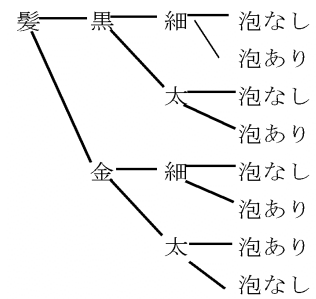 髪 黒 細 泡なし
泡あり
太 泡なし
泡あり
金 細 泡なし
泡あり
太 泡あり
泡なし